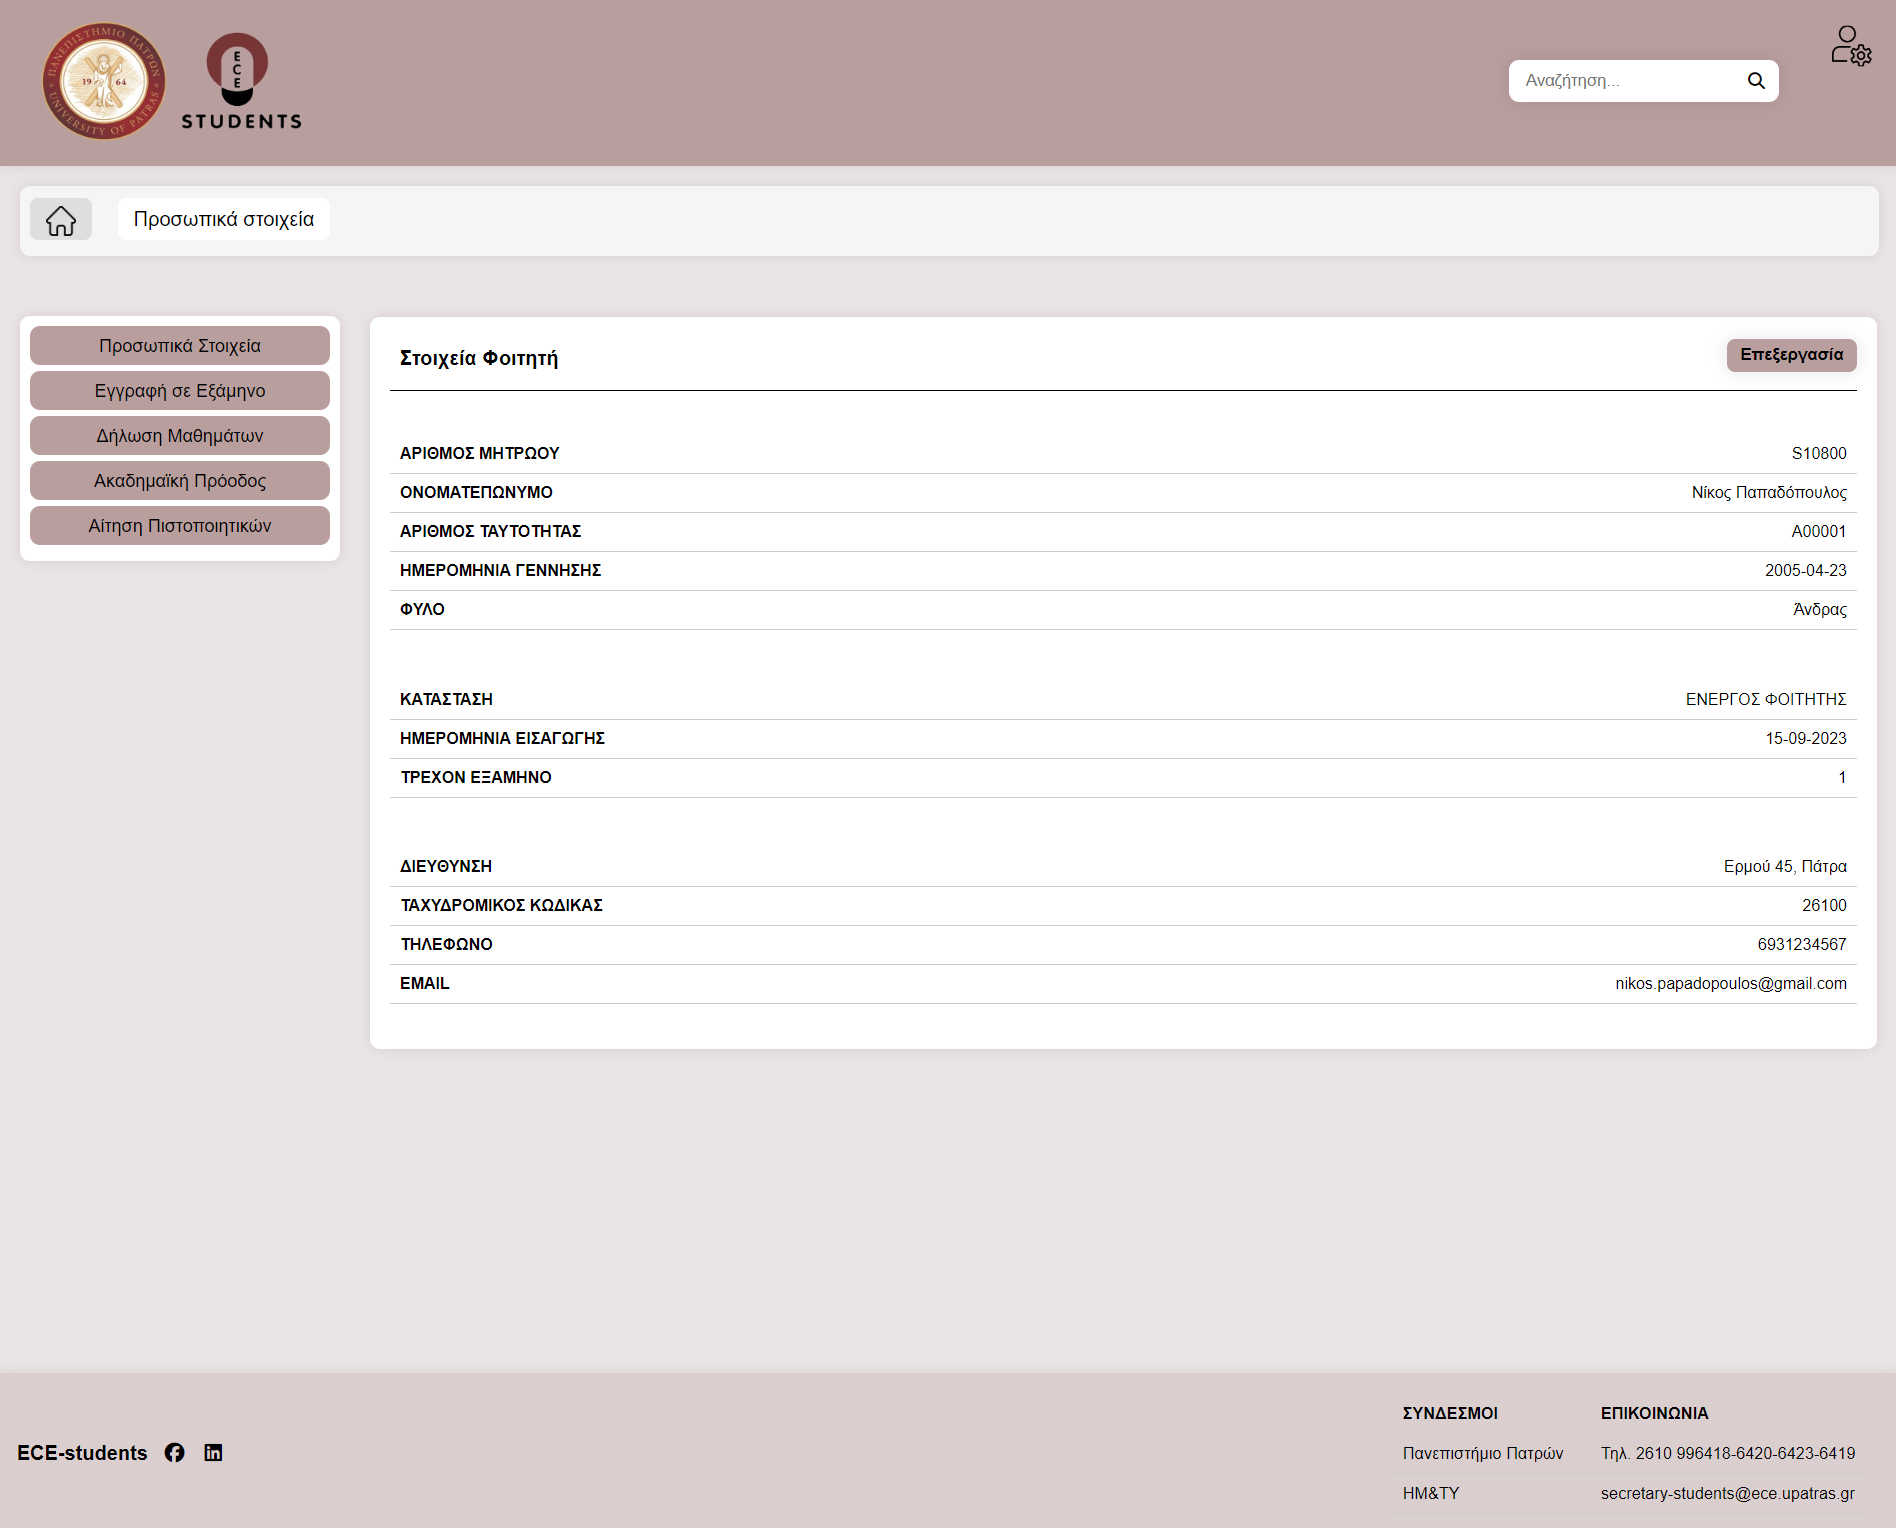 ΠΑΝΕΠΙΣΤΗΜΙΟ ΠΑΤΡΩΝ
1964
UNIVERSITY OF PATRAS
ECE
STUDENTS
Αναζήτηση...
Προσωπικά στοιχεία
Προσωπικά Στοιχεία
Εγγραφή σε Εξάμηνο
Δήλωση Μαθημάτων
Ακαδημαϊκή Πρόοδος
Αίτηση Πιστοποιητικών
Στοιχεία Φοιτητή
Επεξεργασία
ΑΡΙΘΜΟΣ ΜΗΤΡΩΟΥ S10800
ΟΝΟΜΑΤΕΠΩΝΥΜΟ Νίκος Παπαδόπουλος
ΑΡΙΘΜΟΣ ΤΑΥΤΟΤΗΤΑΣ A00001
ΗΜΕΡΟΜΗΝΙΑ ΓΕΝΝΗΣΗΣ 2005-04-23
ΦΥΛΟ Άνδρας
ΚΑΤΑΣΤΑΣΗ ΕΝΕΡΓΟΣ ΦΟΙΤΗΤΗΣ
ΗΜΕΡΟΜΗΝΙΑ ΕΙΣΑΓΩΓΗΣ 15-09-2023
ΤΡΕΧΟΝ ΕΞΑΜΗΝΟ 1
ΔΙΕΥΘΥΝΣΗ Ερμού 45, Πάτρα
ΤΑΧΥΔΡΟΜΙΚΟΣ ΚΩΔΙΚΑΣ 26100
ΤΗΛΕΦΩΝΟ 6931234567
EMAIL nikos.papadopoulos@gmail.com
ECE-students
ΣΥΝΔΕΣΜΟΙ
Πανεπιστήμιο Πατρών
ΗΜ&ΤΥ
ΕΠΙΚΟΙΝΩΝΙΑ
Τηλ. 2610 996418-6420-6423-6419
secretary-students@ece.upatras.gr